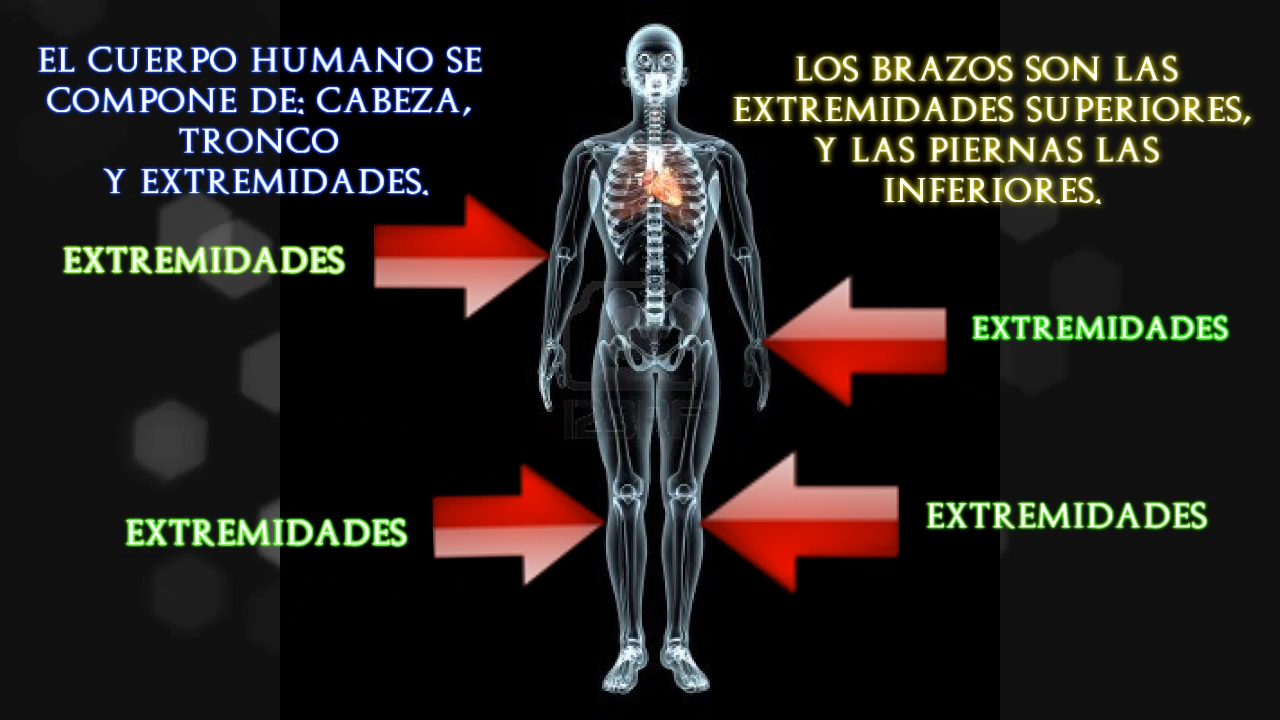 EL CUERPO HUMANO SE
COMPONE DE: CABEZA,
TRONCO
Y EXTREMIDADES.
LOS BRAZOS SON LAS
EXTREMIDADES SUPERIORES,
Y LAS PIERNAS LAS
INFERIORES.
EXTREMIDADES
EXTREMIDADES
EXTREMIDADES
EXTREMIDADES